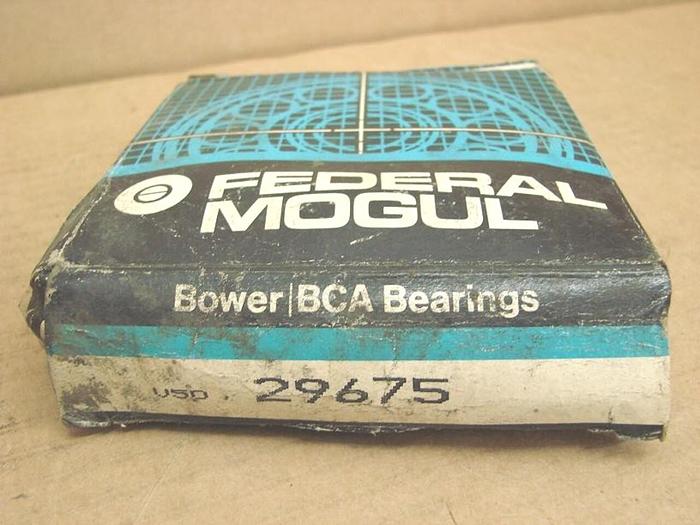 FEDERAL
MOGUL
Bower|BCA Bearings
USD 29675